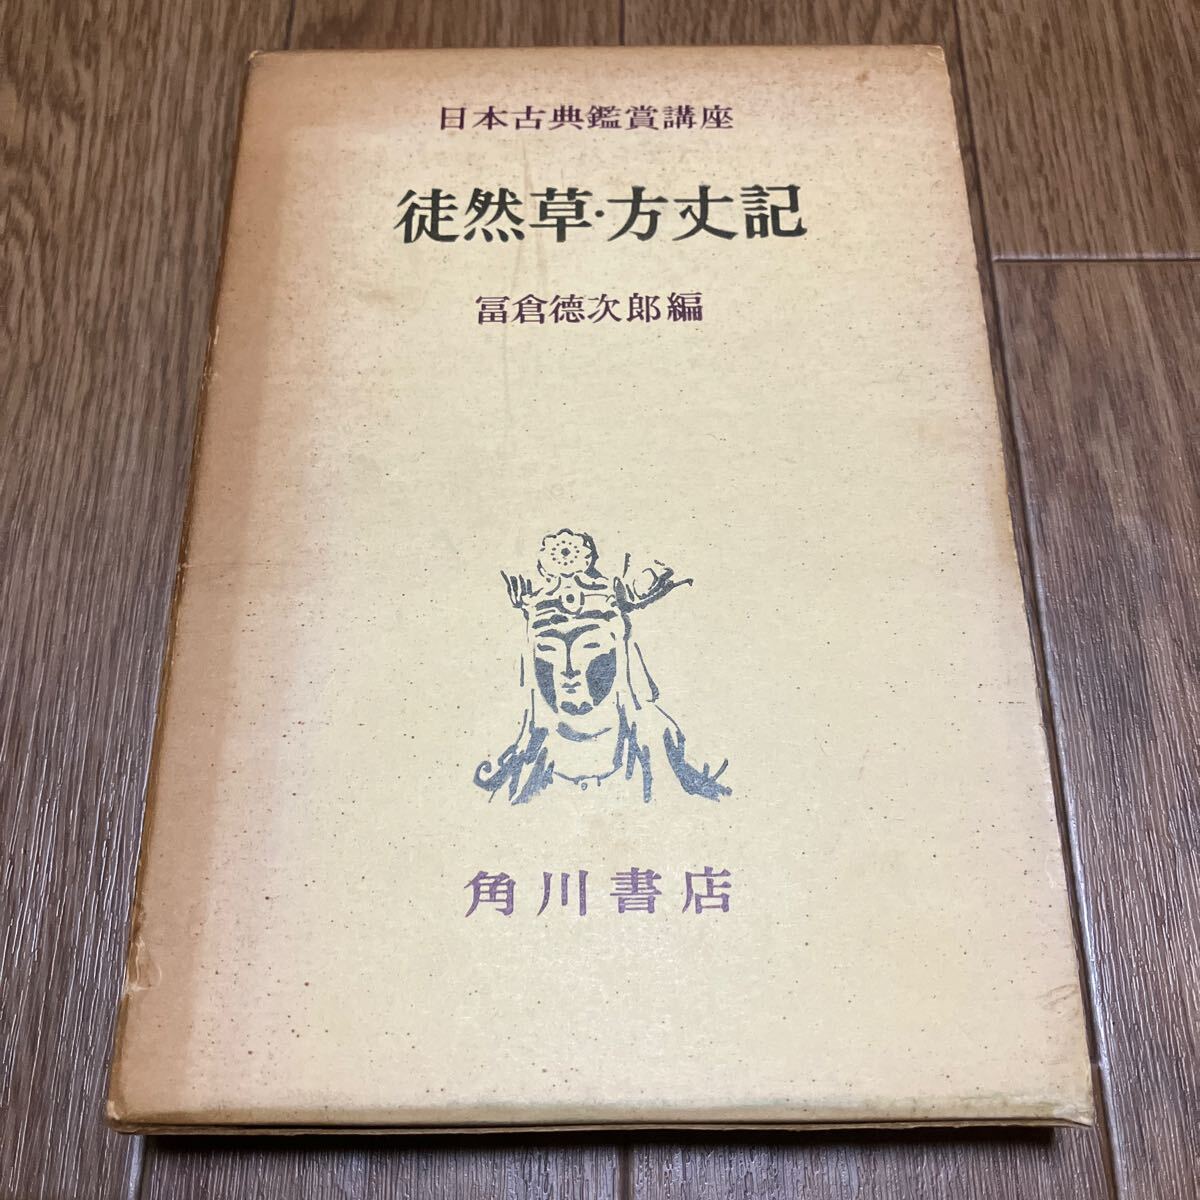 日本古典鑑賞講座
徒然草・方丈記
冨倉徳次郎編
角川書店